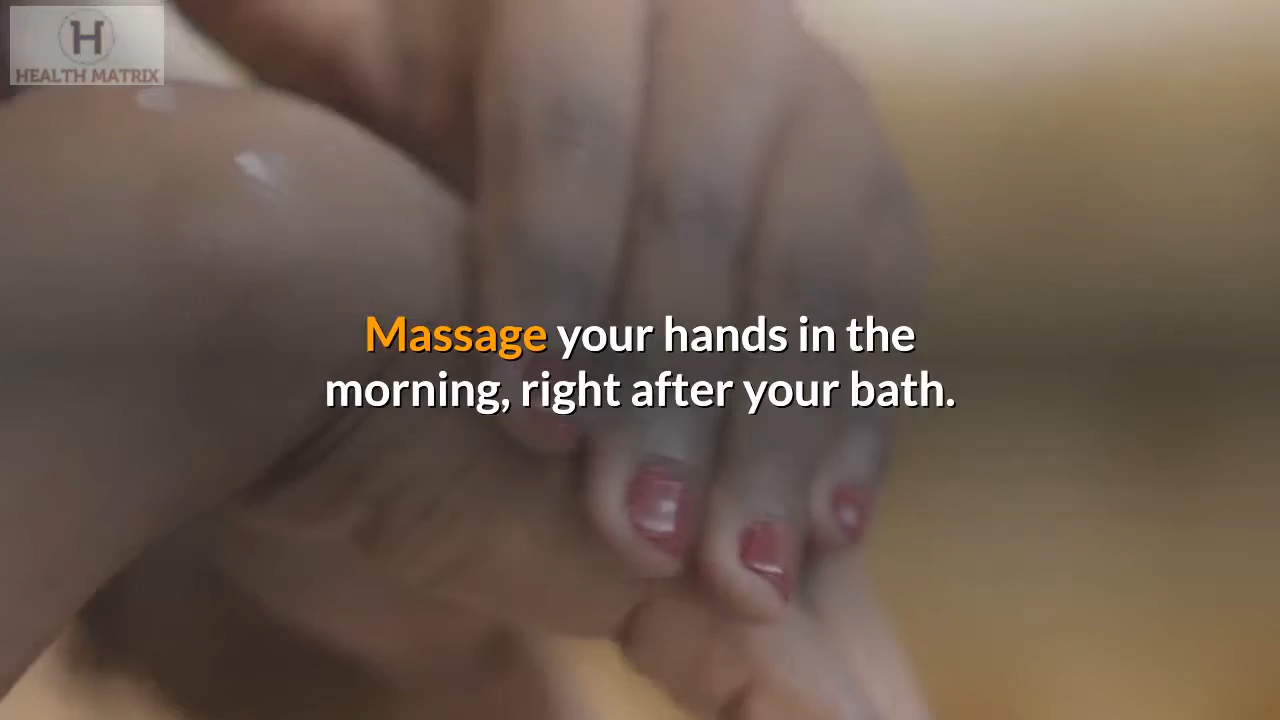 H
HEALTH MATRIX
Massage your hands in the
morning, right after your bath.